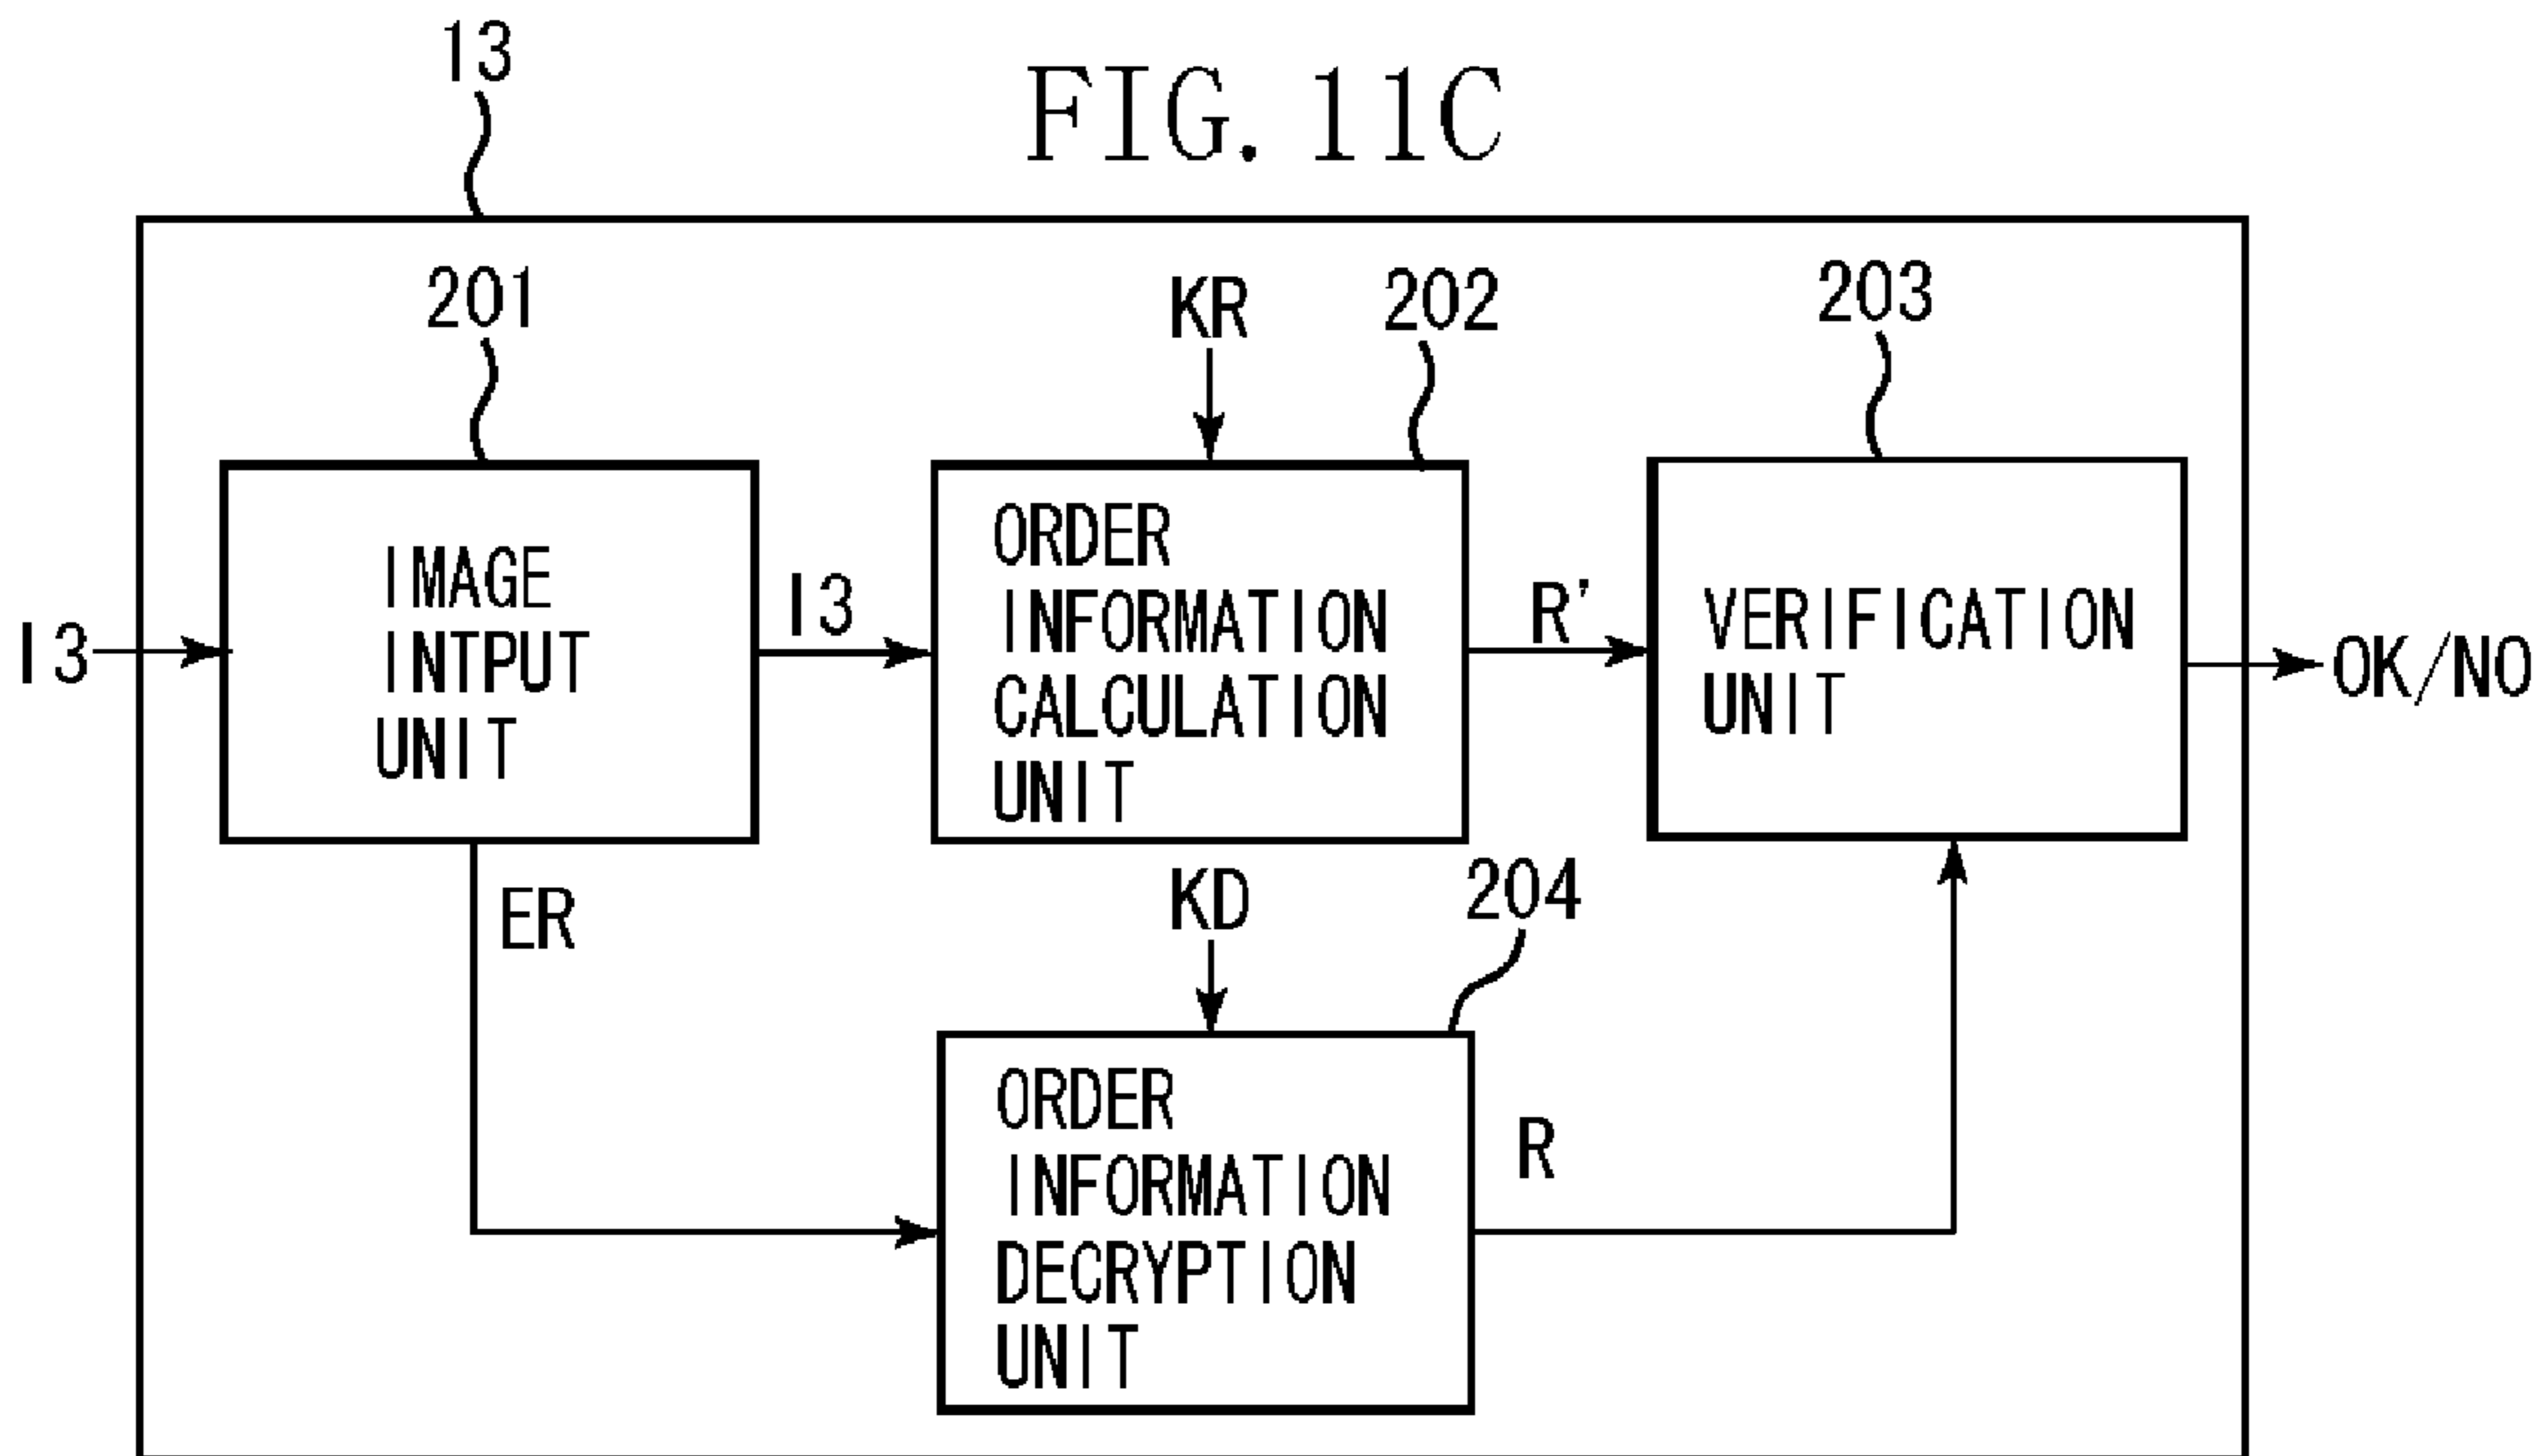 13
FIG. 11C
201
KR
202
203
IMAGE
INTPUT
UNIT
ORDER
INFORMATION
CALCULATION
UNIT
VERIFICATION
UNIT
I3
I3
R'
OK/NO
ER
KD
204
ORDER
INFORMATION
DECRYPTION
UNIT
R